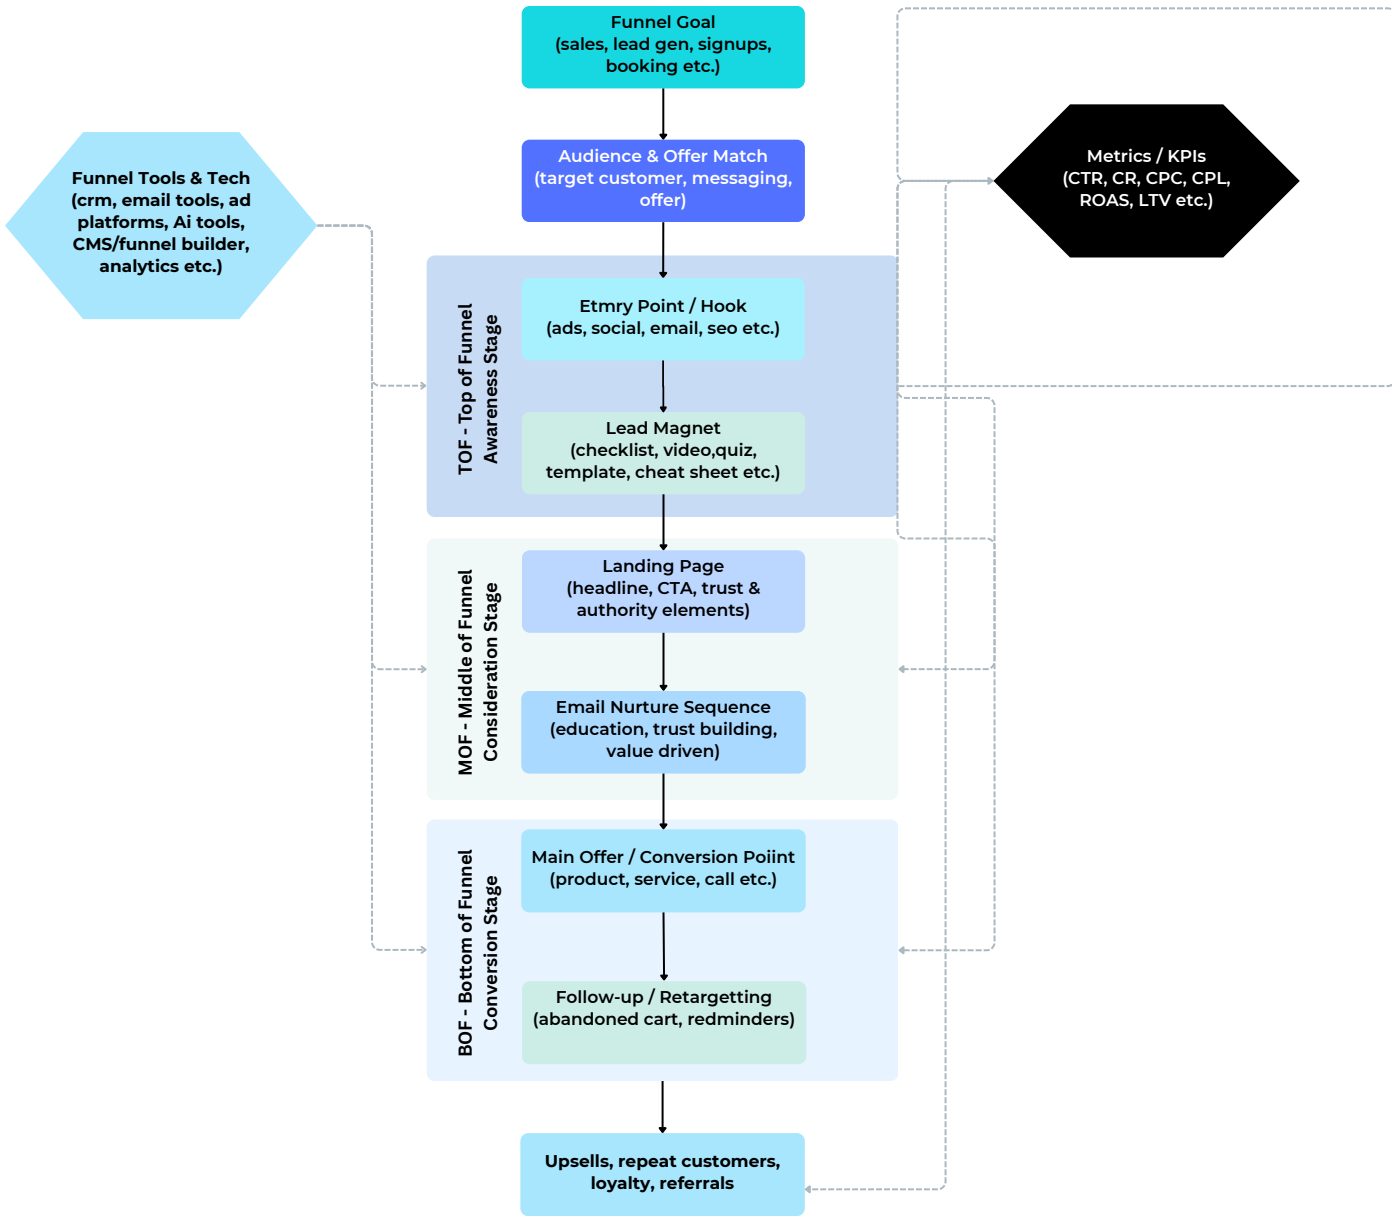 Funnel Goal
(sales, lead gen, signups,
booking etc.)
Audience & Offer Match
(target customer, messaging,
offer)
Metrics / KPIs
(CTR, CR, CPC, CPL,
ROAS, LTV etc.)
Funnel Tools & Tech
(crm, email tools, ad
platforms, Ai tools,
CMS/funnel builder,
analytics etc.)
TOF - Top of Funnel
Awareness Stage
Etmry Point / Hook
(ads, social, email, seo etc.)
Lead Magnet
(checklist, video,quiz,
template, cheat sheet etc.)
MOF - Middle of Funnel
Consideration Stage
Landing Page
(headline, CTA, trust &
authority elements)
Email Nurture Sequence
(education, trust building,
value driven)
BOF - Bottom of Funnel
Conversion Stage
Main Offer / Conversion Poiint
(product, service, call etc.)
Follow-up / Retargetting
(abandoned cart, redminders)
Upsells, repeat customers,
loyalty, referrals